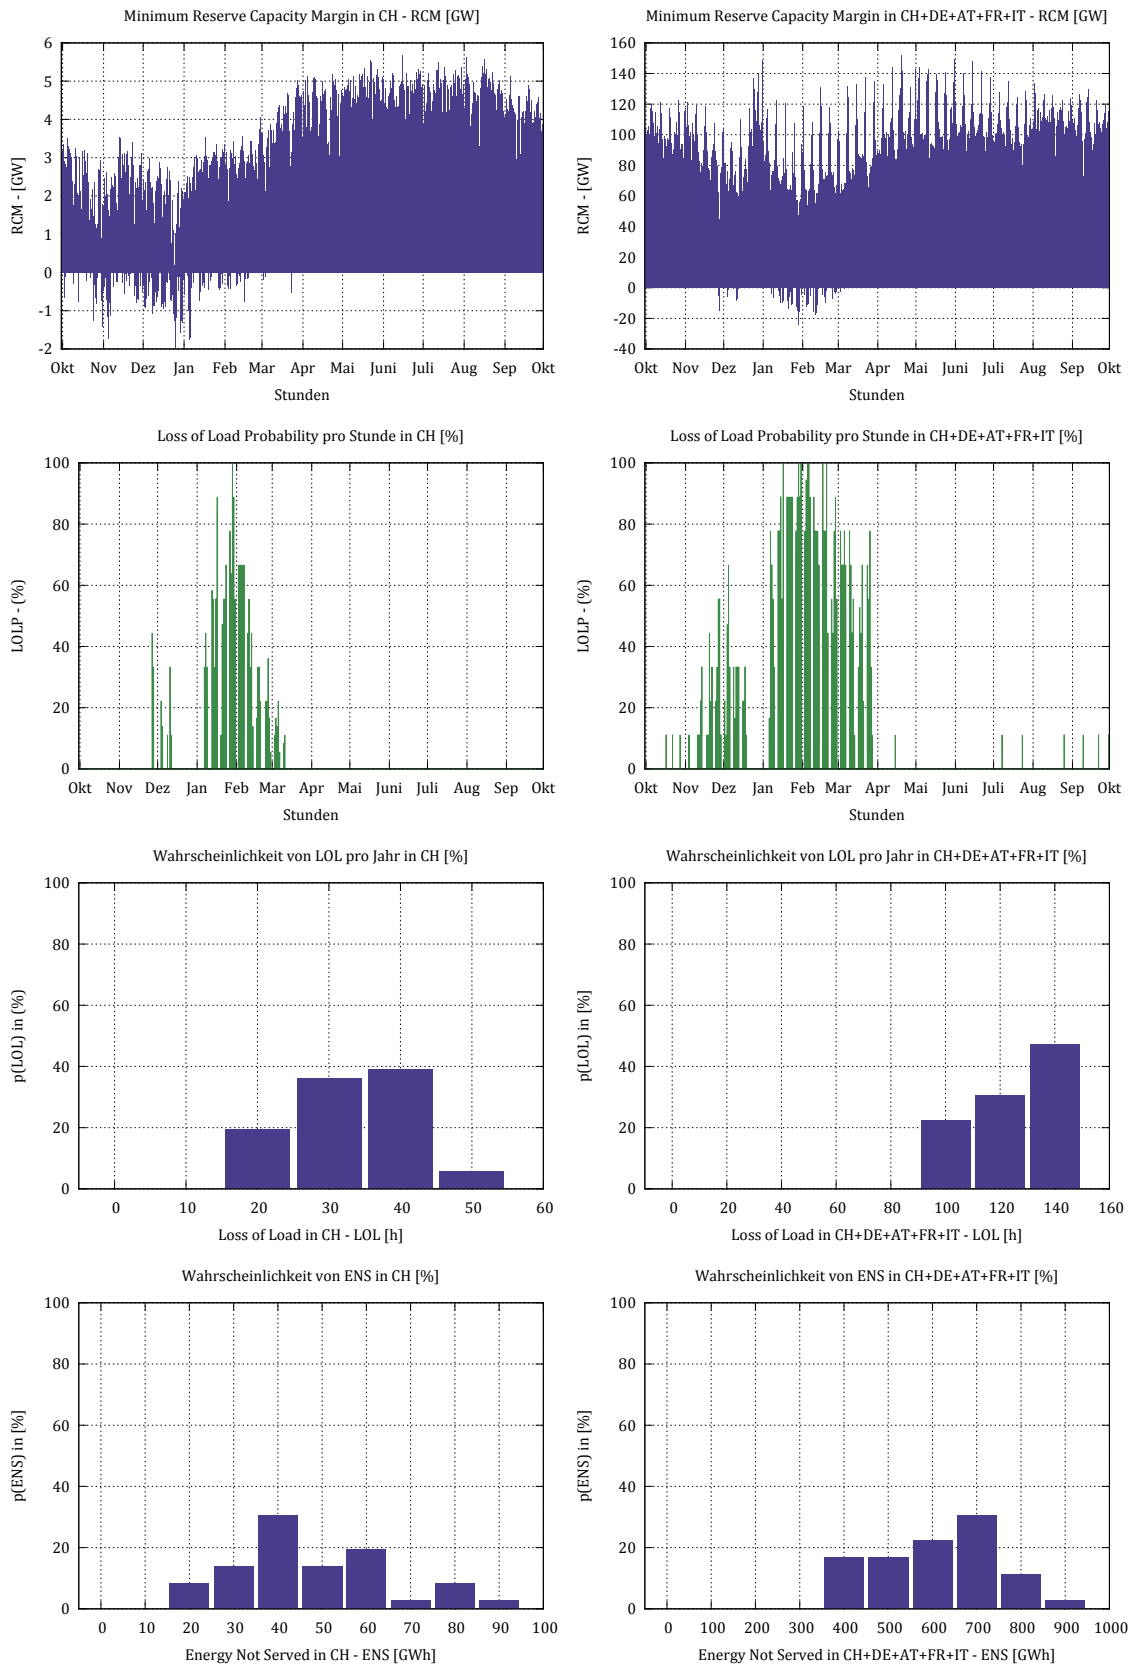 Minimum Reserve Capacity Margin in CH - RCM [GW]
RCM - [GW]
6
5
4
3
2
1
0
-1
-2
Okt Nov Dez Jan Feb Mar Apr Mai Juni Juli Aug Sep Okt
Stunden
Minimum Reserve Capacity Margin in CH+DE+AT+FR+IT - RCM [GW]
RCM - [GW]
160
140
120
100
80
60
40
20
0
-20
-40
Okt Nov Dez Jan Feb Mar Apr Mai Juni Juli Aug Sep Okt
Stunden
Loss of Load Probability pro Stunde in CH [%]
LOLP - (%)
100
80
60
40
20
0
Okt Nov Dez Jan Feb Mar Apr Mai Juni Juli Aug Sep Okt
Stunden
Loss of Load Probability pro Stunde in CH+DE+AT+FR+IT [%]
LOLP - (%)
100
80
60
40
20
0
Okt Nov Dez Jan Feb Mar Apr Mai Juni Juli Aug Sep Okt
Stunden
Wahrscheinlichkeit von LOL pro Jahr in CH [%]
p(LOL) in (%)
100
80
60
40
20
0
0 10 20 30 40 50 60
Loss of Load in CH - LOL [h]
Wahrscheinlichkeit von LOL pro Jahr in CH+DE+AT+FR+IT [%]
p(LOL) in [%]
100
80
60
40
20
0
0 20 40 60 80 100 120 140 160
Loss of Load in CH+DE+AT+FR+IT - LOL [h]
Wahrscheinlichkeit von ENS in CH [%]
p(ENS) in [%]
100
80
60
40
20
0
0 10 20 30 40 50 60 70 80 90 100
Energy Not Served in CH - ENS [GWh]
Wahrscheinlichkeit von ENS in CH+DE+AT+FR+IT [%]
p(ENS) in [%]
100
80
60
40
20
0
0 100 200 300 400 500 600 700 800 900 1000
Energy Not Served in CH+DE+AT+FR+IT - ENS [GWh]